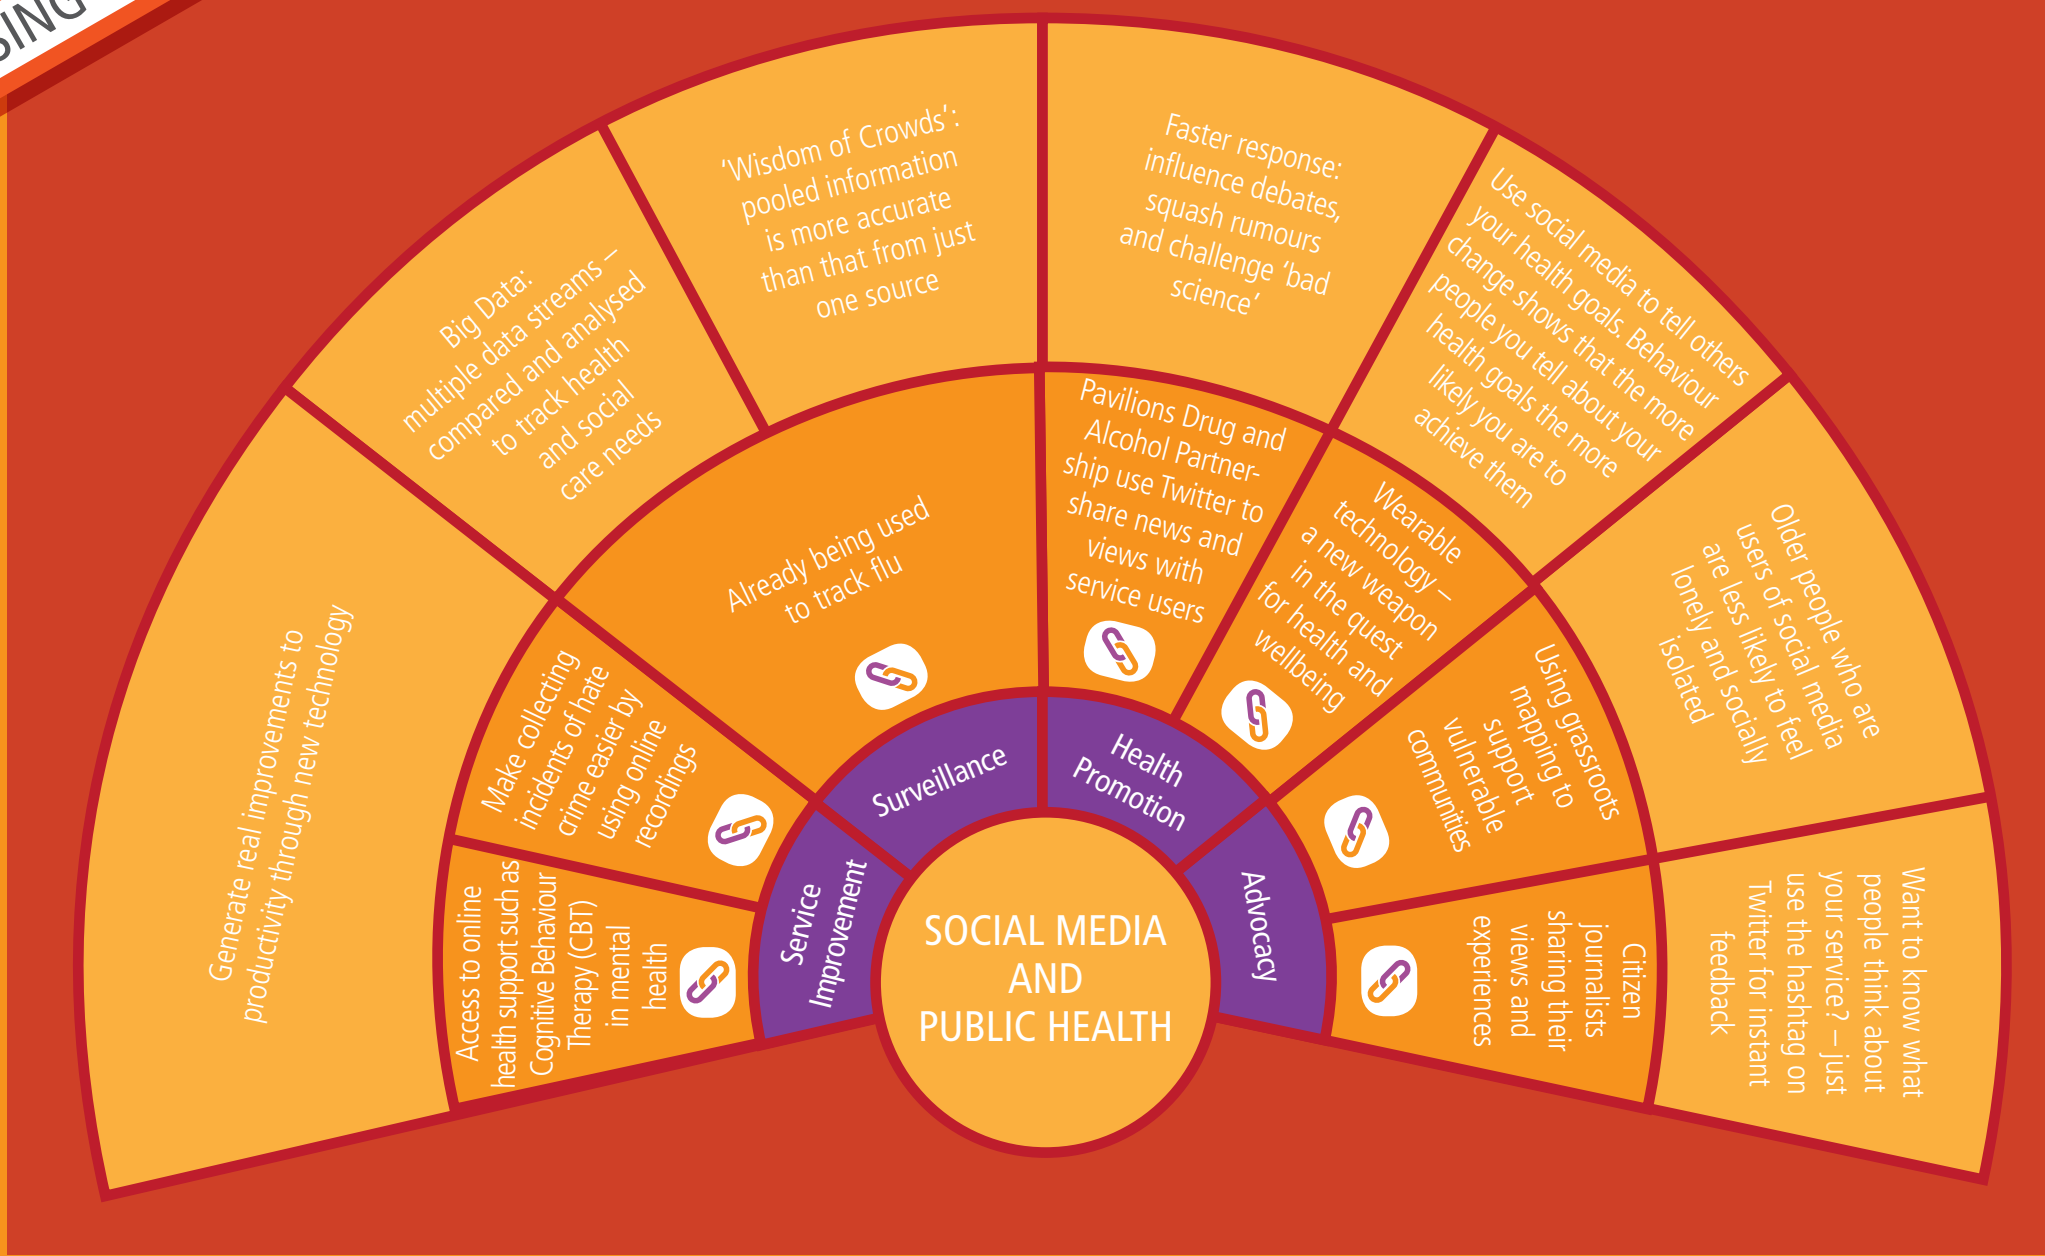 SING
SOCIAL MEDIA
AND
PUBLIC HEALTH
Service
Improvement
Surveillance
Health
Promotion
Advocacy
Access to online
health support such as
Cognitive Behaviour
Therapy (CBT)
in mental
health
Make collecting
incidents of hate
crime easier by
using online
recordings
Already being used
to track flu
Pavilions Drug and
Alcohol Partner-
ship use Twitter to
share news and
views with
service users
Wearable
technology –
a new weapon
in the quest
for health and
wellbeing
Using grassroots
mapping to
support
vulnerable
communities
Citizen
journalists
sharing their
views and
experiences
Generate real improvements to
productivity through new technology
Big Data:
multiple data streams –
compared and analysed
to track health
and social
care needs
‘Wisdom of Crowds’:
pooled information
is more accurate
than that from just
one source
Faster response:
influence debates,
squash rumours
and challenge ‘bad
science’
Use social media to tell others
your health goals. Behaviour
change shows that the more
people you tell about your
health goals the more
likely you are to
achieve them
Older people who are
users of social media
are less likely to feel
lonely and socially
isolated
Want to know what
people think about
your service? – just
use the hashtag on
Twitter for instant
feedback